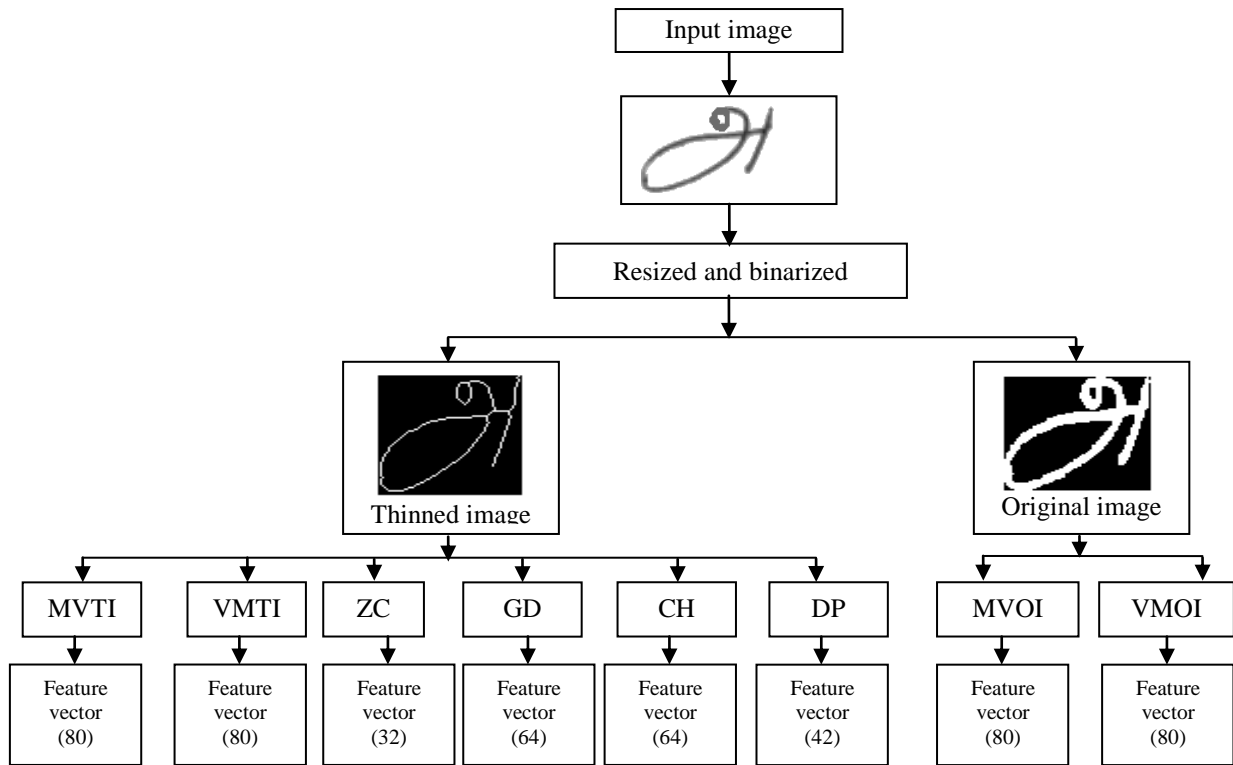 Input image
Resized and binarized
Thinned image
Original image
MVTI
VMTI
ZC
GD
CH
DP
MVOI
VMOI
Feature
vector
(80)
Feature
vector
(80)
Feature
vector
(32)
Feature
vector
(64)
Feature
vector
(64)
Feature
vector
(42)
Feature
vector
(80)
Feature
vector
(80)